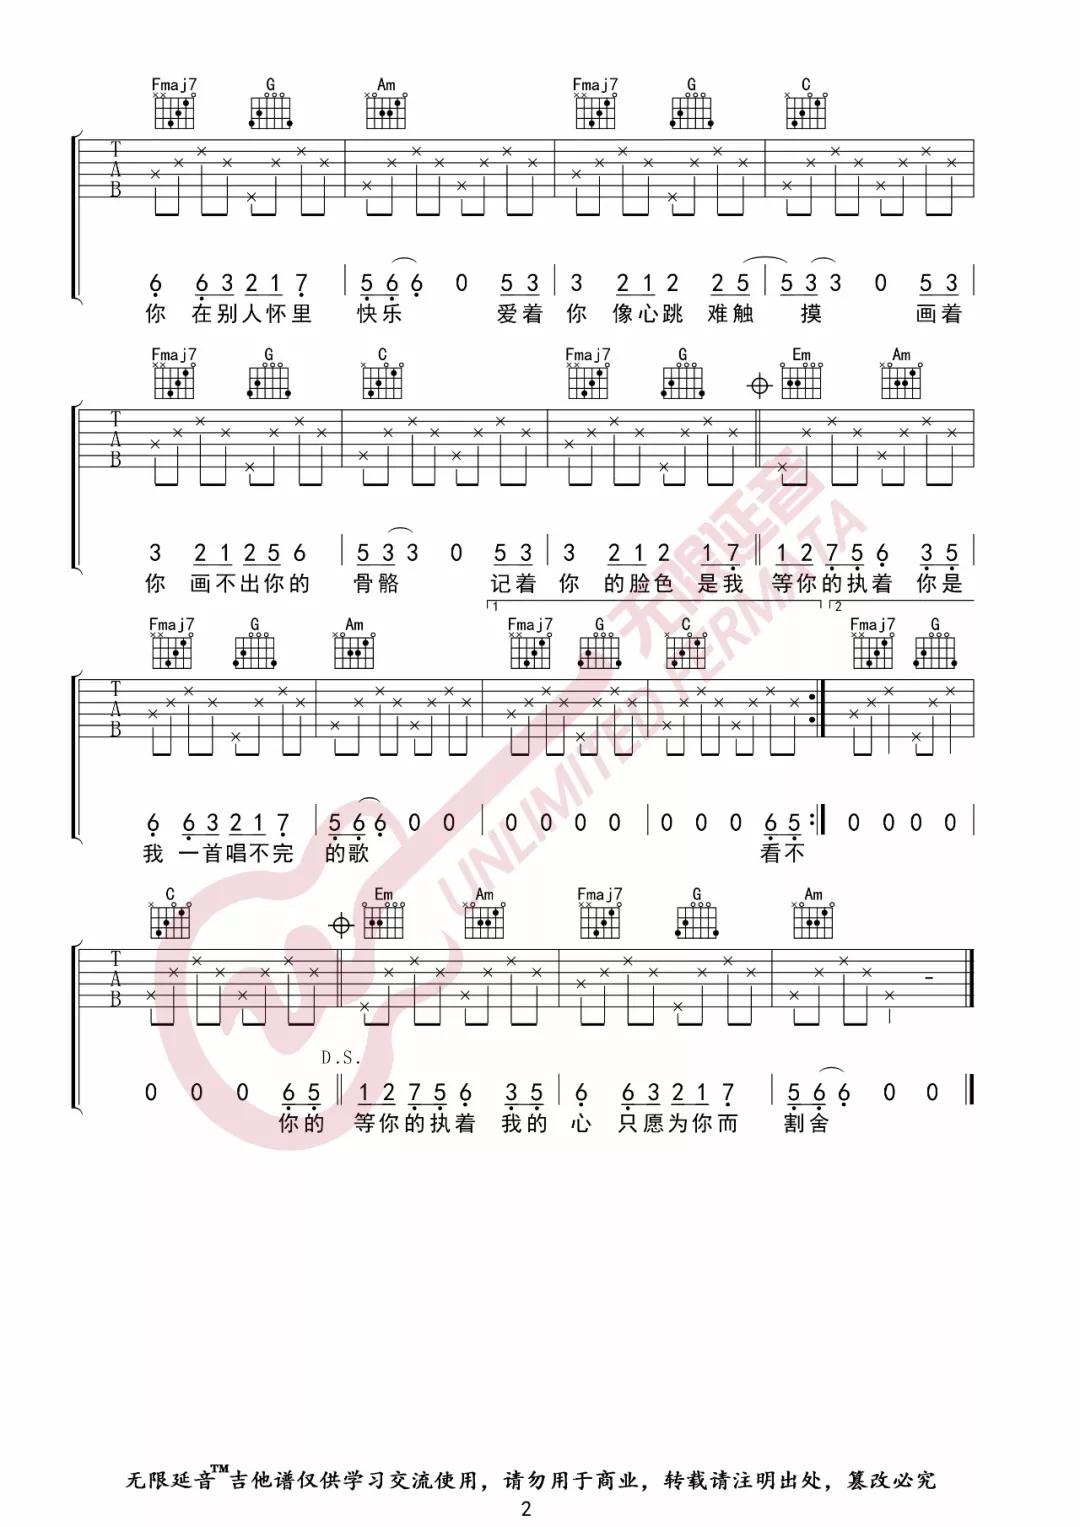 Fmaj7 G Am Fmaj7 G C
T
A
B
6 6 3 2 1 7 5 6 6 0 5 3 3 2 1 2 2 5 5 3 3 0 5 3
你 在别人怀里 快乐 爱着 你 像心跳 难触 摸 画着
Fmaj7 G C Fmaj7 G Em Am
T
A
B
3 2 1 2 5 6 5 3 3 0 5 3 3 2 1 2 1 7 1 2 7 5 6 3 5
你 画不出你的 骨骼 记着 你 的脸色 是我 等你的执着 你是
1 2
Fmaj7 G Am Fmaj7 G C Fmaj7 G
T
A
B
6 6 3 2 1 7 5 6 6 0 0 0 0 0 0 0 0 0 6 5 0 0 0 0
我 一首唱不完 的歌 看不
C Em Am Fmaj7 G Am
T
A
B
D.S.
0 0 0 6 5 1 2 7 5 6 3 5 6 6 3 2 1 7 5 6 6 0 0
你的 等你的执着 我的 心 只愿为你而 割舍
无限延音
UNLIMITED FERMATA
无限延音™吉他谱仅供学习交流使用，请勿用于商业，转载请注明出处，篡改必究
2